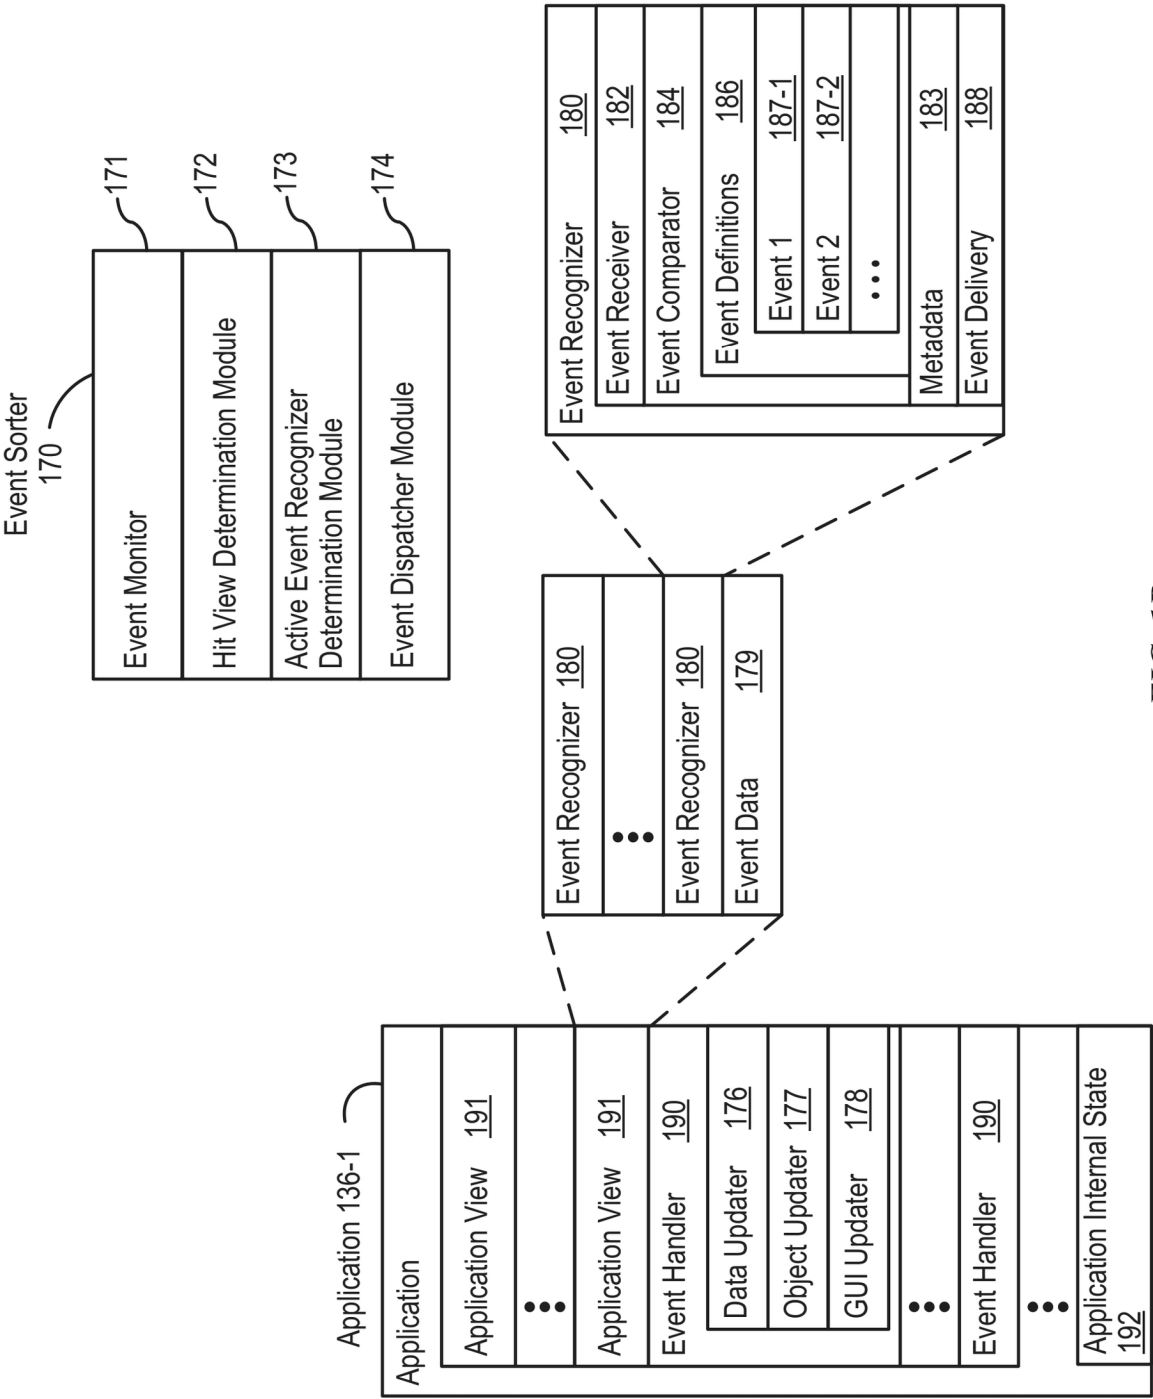 Event Sorter
170
Event Monitor
171
Hit View Determination Module
172
Active Event Recognizer
Determination Module
173
Event Dispatcher Module
174
Application 136-1
Application
Application View 191
•••
Application View 191
Event Handler 190
Data Updater 176
Object Updater 177
GUI Updater 178
•••
Event Handler 190
•••
Application Internal State
192
Event Recognizer 180
•••
Event Recognizer 180
Event Data 179
Event Recognizer 180
Event Receiver 182
Event Comparator 184
Event Definitions 186
Event 1 187-1
Event 2 187-2
•••
Metadata 183
Event Delivery 188